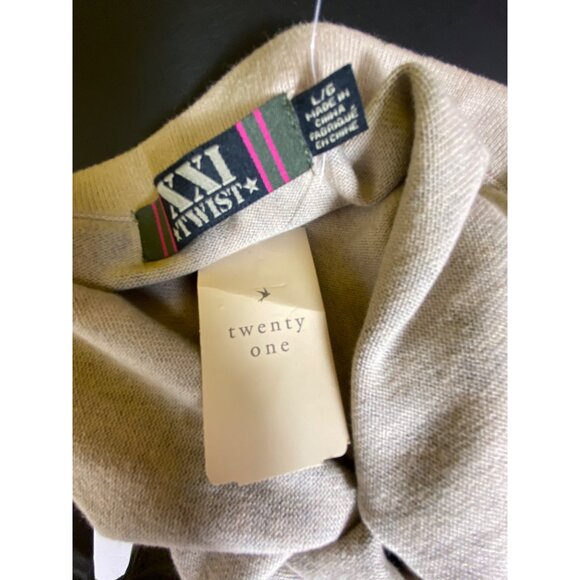 XXI
★TWIST★
L/G
MADE IN
CHINA
FABRIQUÉ
EN CHINE
twenty
one